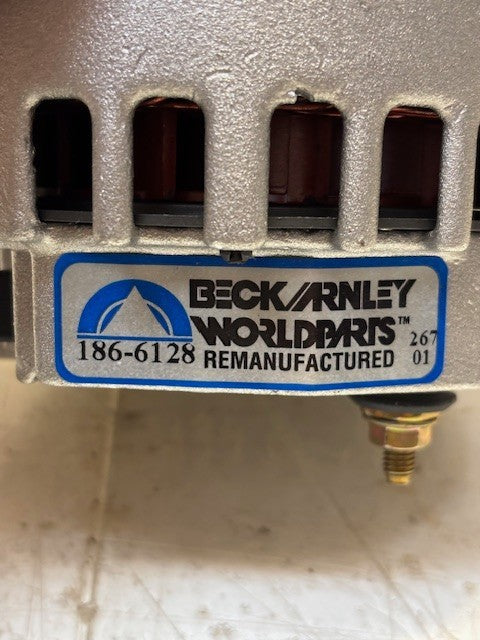 BECK/ARNLEY
WORLDPARTS™
186-6128 REMANUFACTURED 267
01